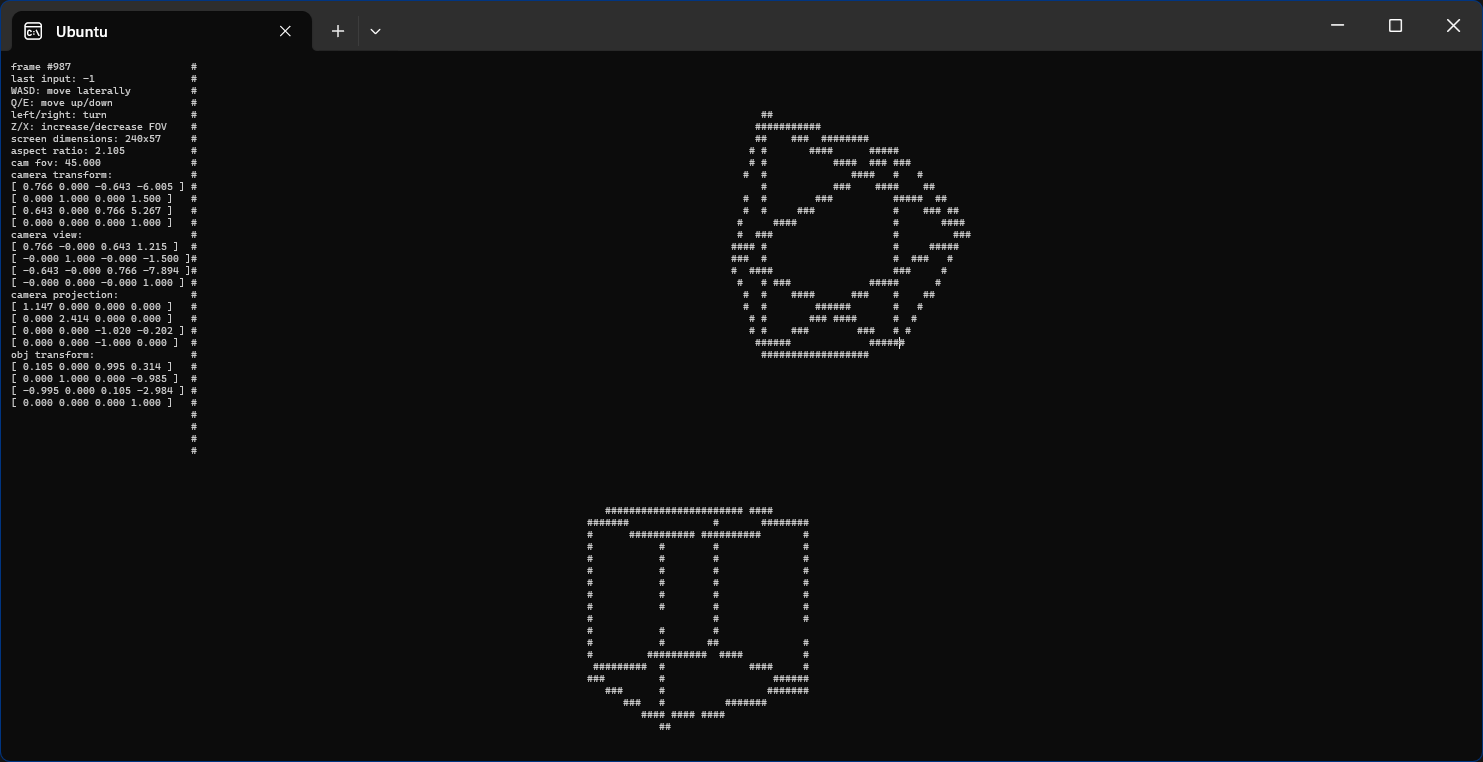 Ubuntu
frame #987
last input: -1
WASD: move laterally
Q/E: move up/down
left/right: turn
Z/X: increase/decrease FOV
screen dimensions: 240x57
aspect ratio: 2.105
cam fov: 45.000
camera transform:
[ 0.766 0.000 -0.643 -6.005 ]
[ 0.000 1.000 0.000 1.500 ]
[ 0.643 0.000 0.766 5.267 ]
[ 0.000 0.000 0.000 1.000 ]
camera view:
[ 0.766 -0.000 0.643 1.215 ]
[ -0.000 1.000 -0.000 -1.500 ]
[ -0.643 -0.000 0.766 -7.894 ]
[ -0.000 0.000 -0.000 1.000 ]
camera projection:
[ 1.147 0.000 0.000 0.000 ]
[ 0.000 2.414 0.000 0.000 ]
[ 0.000 0.000 -1.020 -0.202 ]
[ 0.000 0.000 -1.000 0.000 ]
obj transform:
[ 0.105 0.000 0.995 0.314 ]
[ 0.000 1.000 0.000 -0.985 ]
[ -0.995 0.000 0.105 -2.984 ]
[ 0.000 0.000 0.000 1.000 ]